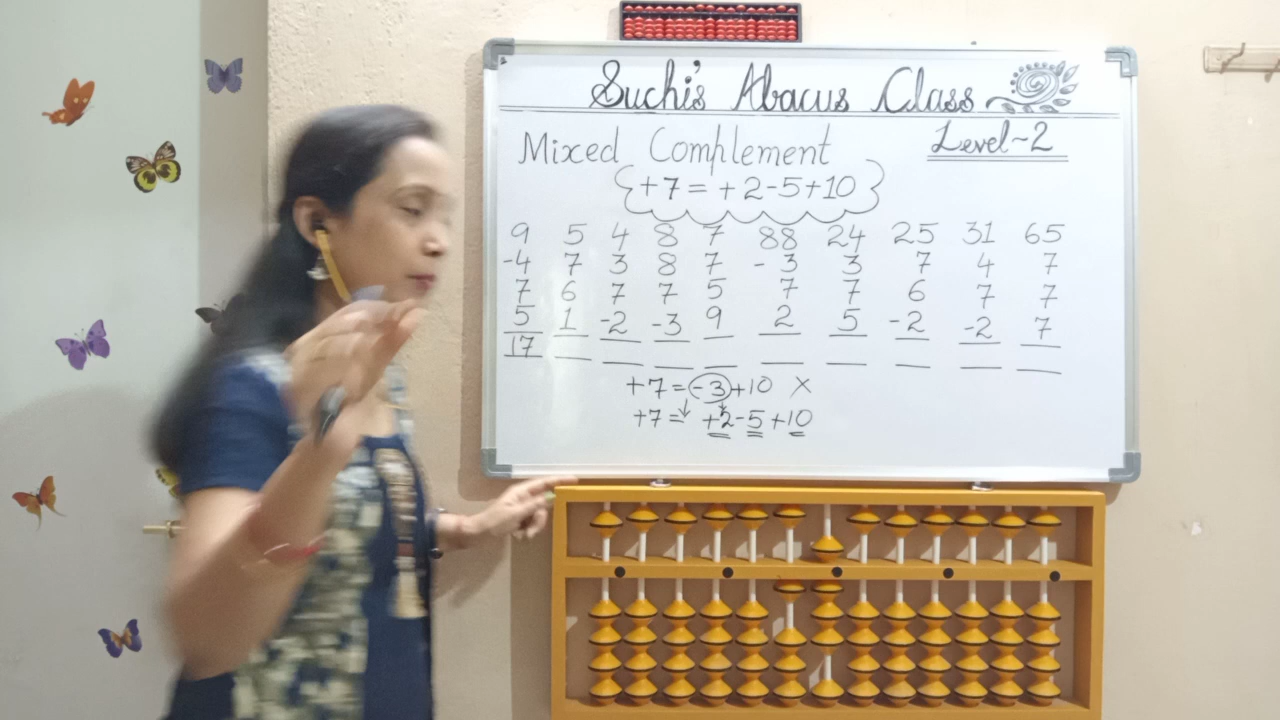 Suchi's Abacus Class
Mixed Complement
Level-2
+7=+2-5+10
9 5 4 8 7 88 24 25 31 65
-4 7 3 8 7 -3 3 7 4 7
7 6 7 7 5 7 7 6 7 7
5 1 -2 -3 9 2 5 -2 -2 7
17
+7=-3+10 X
+7= +2-5+10